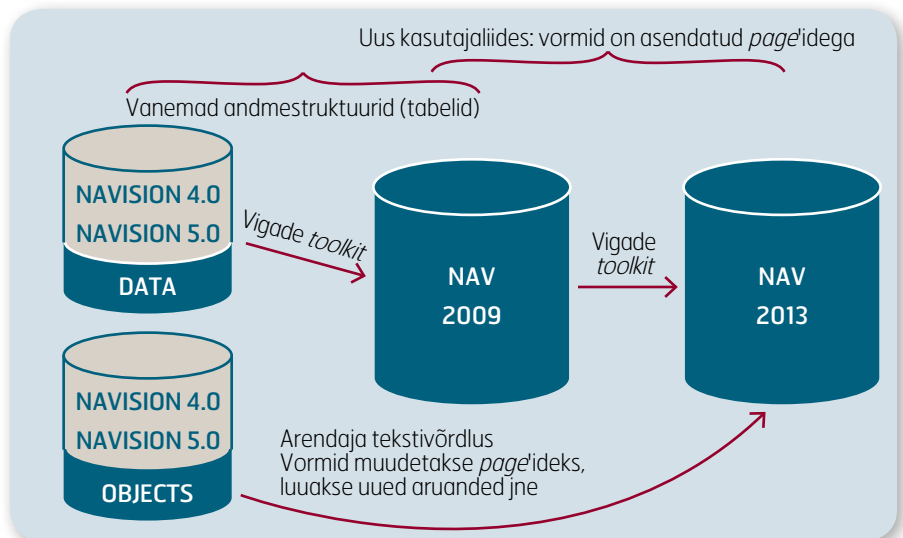 Uus kasutajaliides: vormid on asendatud page'idega
Vanemad andmestruktuurid (tabelid)
NAVISION 4.0
NAVISION 5.0
DATA
Vigade toolkit
NAV
2009
Vigade
toolkit
NAV
2013
NAVISION 4.0
NAVISION 5.0
OBJECTS
Arendaja tekstivõrdlus
Vormid muudetakse page'ideks,
luuakse uued aruanded jne